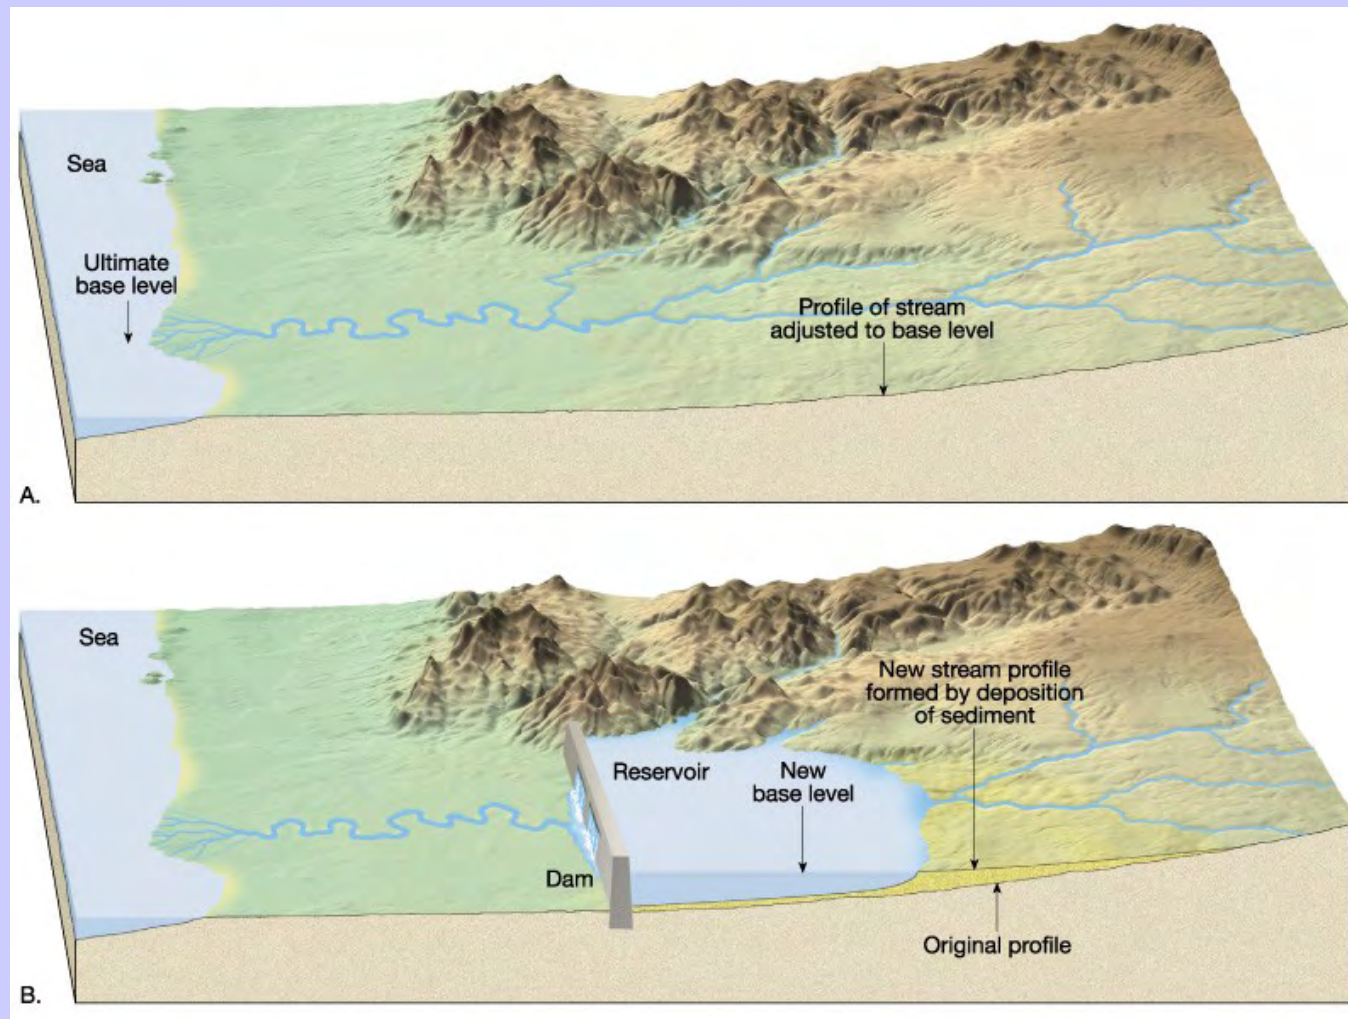 Sea
Ultimate
base level
Profile of stream
adjusted to base level
A.
Sea
New stream profile
formed by deposition
of sediment
Reservoir
New
base level
Dam
Original profile
B.